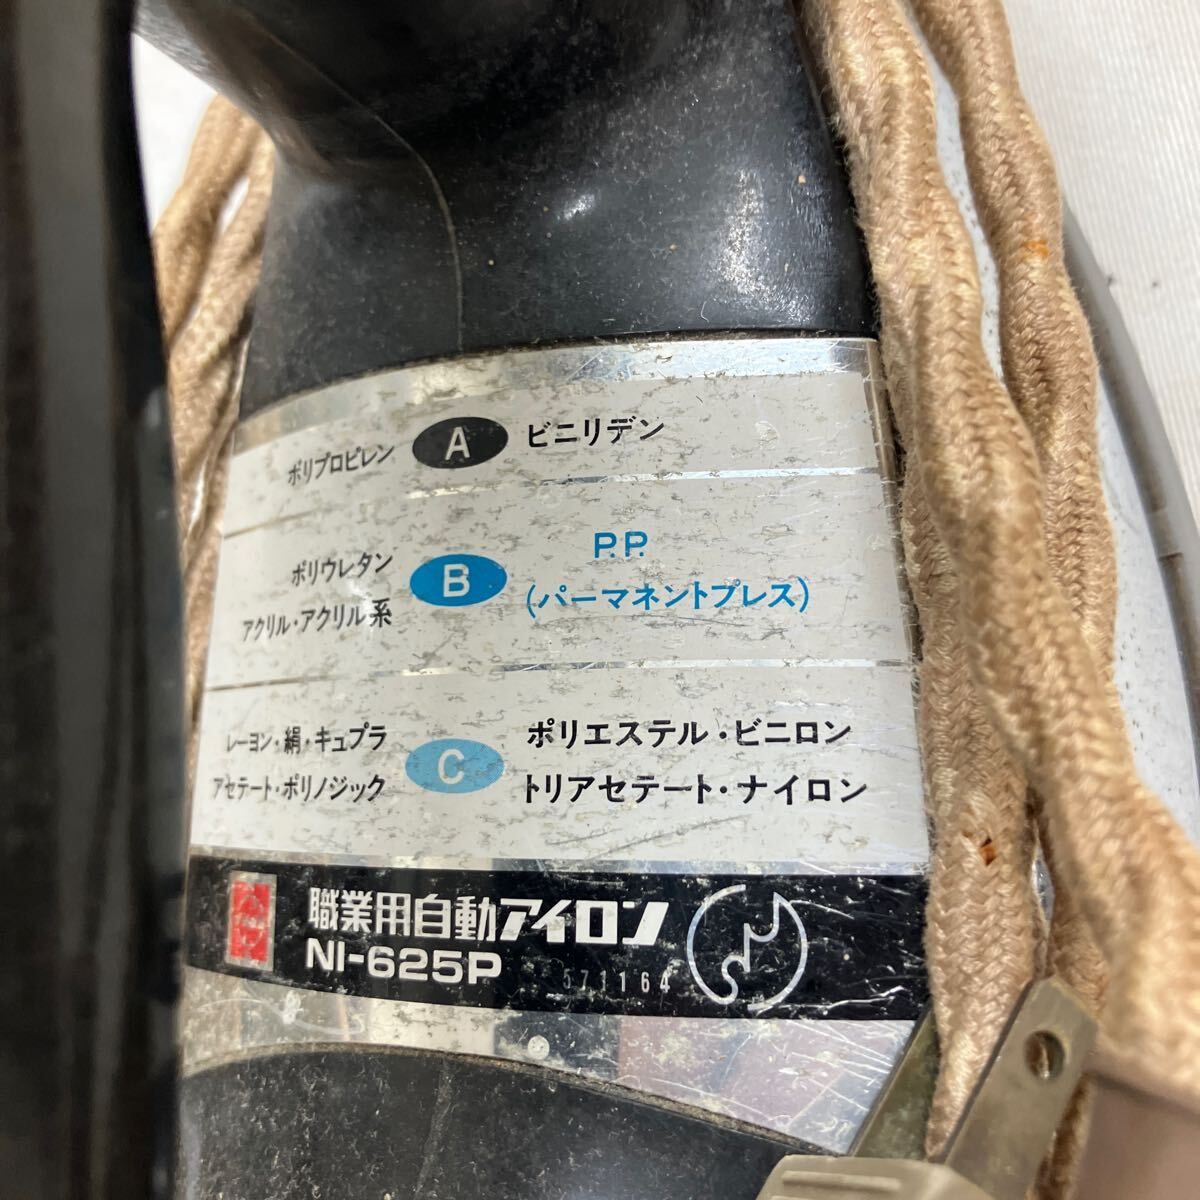 ポリプロピレン A ビニリデン
P.P.
ポリウレタン B (パーマネントプレス)
アクリル・アクリル系
レーヨン・絹・キュプラ C ポリエステル・ビニロン
アセテート・ポリノジック トリアセテート・ナイロン
職業用自動アイロン
NI-625P 571164